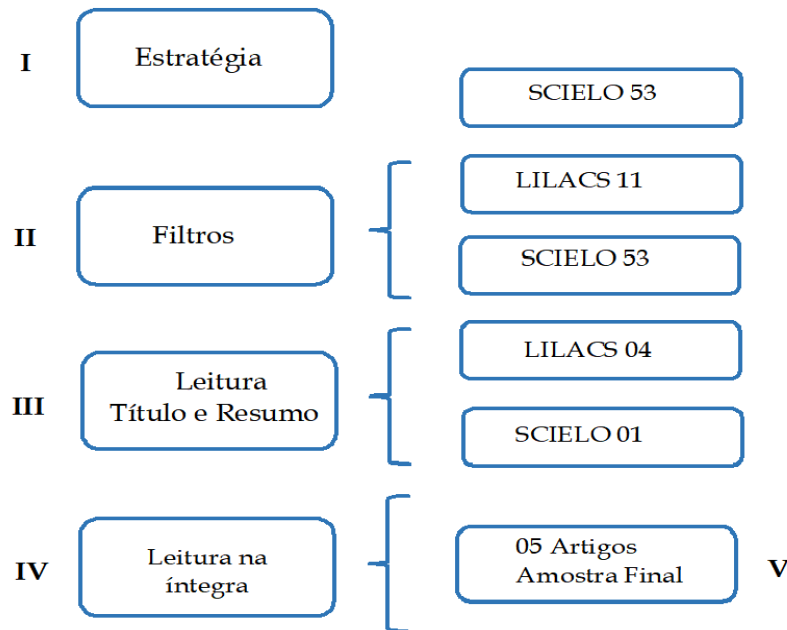 I
Estratégia
SCIELO 53
II
Filtros
LILACS 11
SCIELO 53
III
Leitura
Título e Resumo
LILACS 04
SCIELO 01
IV
Leitura na
íntegra
05 Artigos
Amostra Final
V